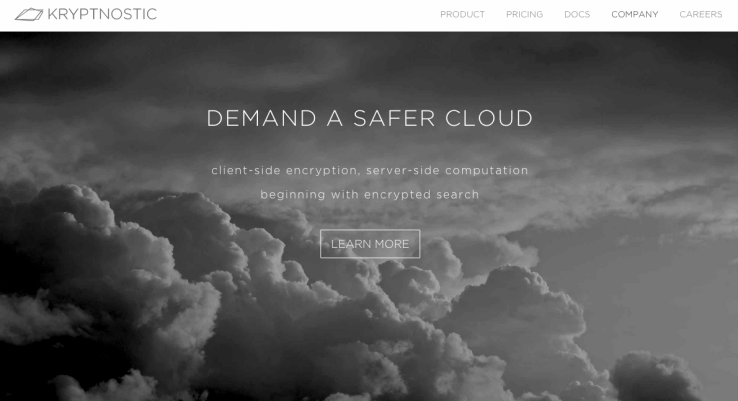 KRYPTNOSTIC
PRODUCT PRICING DOCS COMPANY CAREERS
DEMAND A SAFER CLOUD
client-side encryption, server-side computation
beginning with encrypted search
LEARN MORE